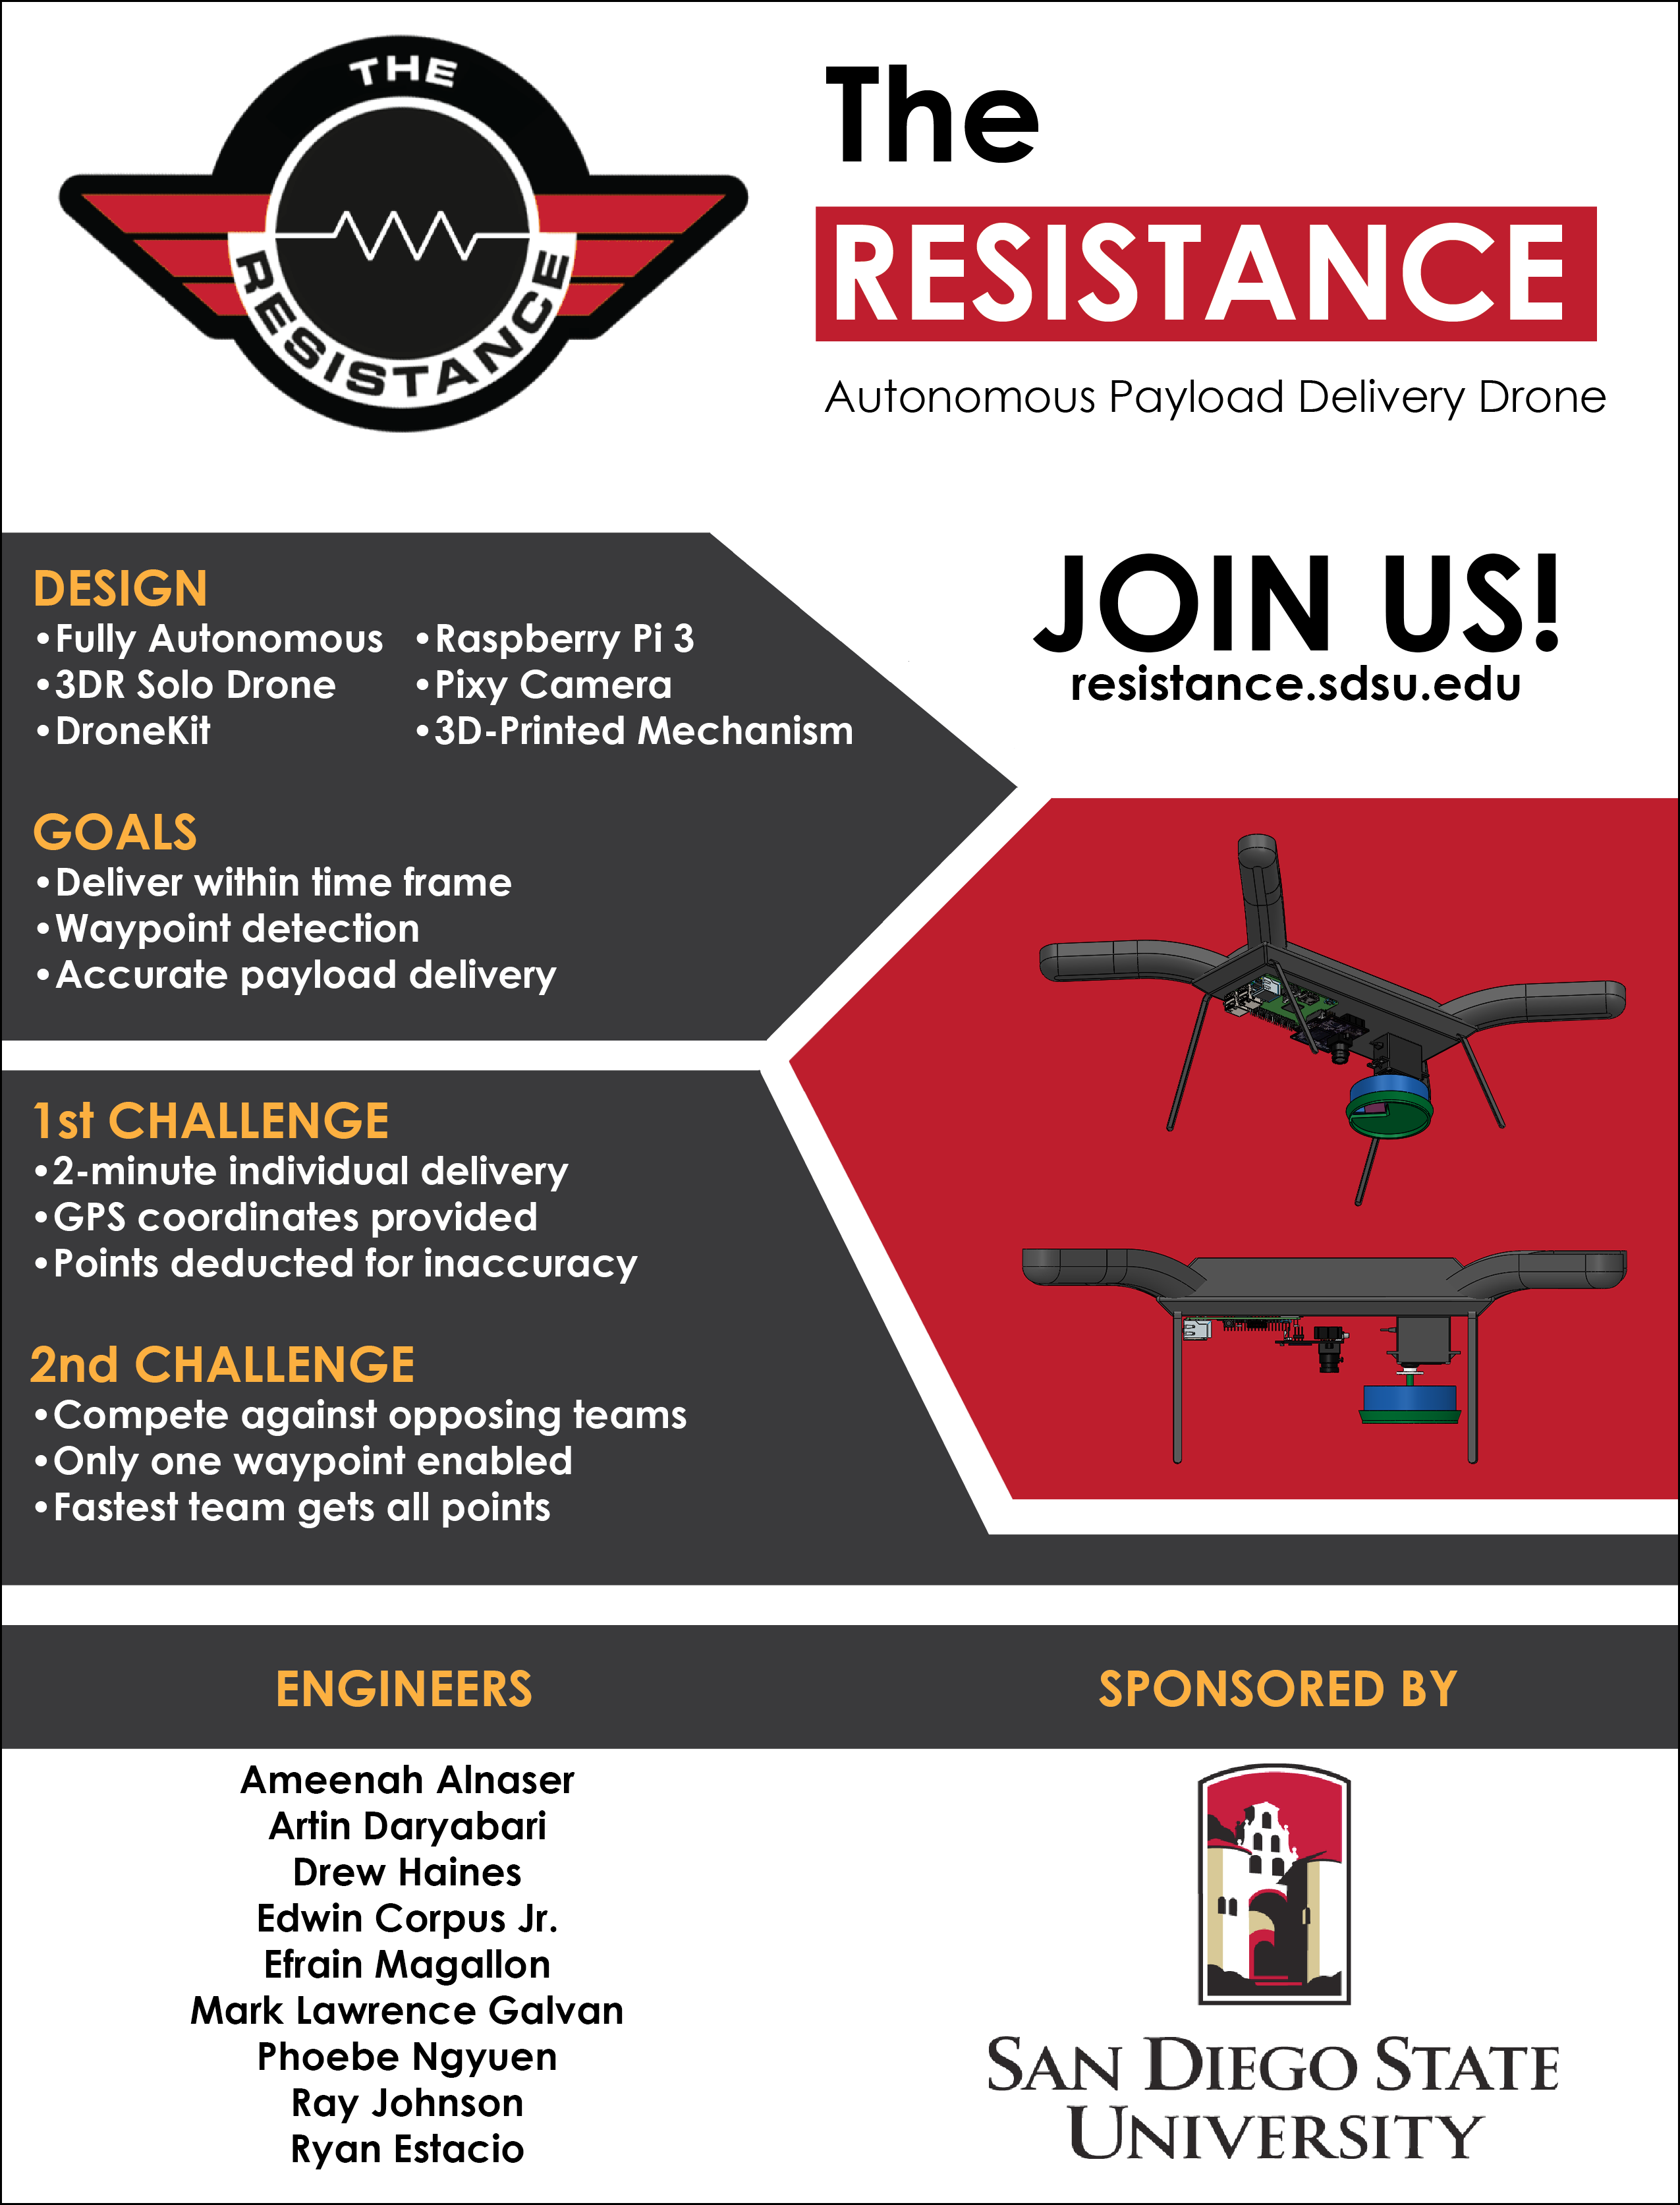 THE
RESISTANCE
The
RESISTANCE
Autonomous Payload Delivery Drone
JOIN US!
resistance.sdsu.edu
DESIGN
•Fully Autonomous
•3DR Solo Drone
•DroneKit
•Raspberry Pi 3
•Pixy Camera
•3D-Printed Mechanism
GOALS
•Deliver within time frame
•Waypoint detection
•Accurate payload delivery
1st CHALLENGE
•2-minute individual delivery
•GPS coordinates provided
•Points deducted for inaccuracy
2nd CHALLENGE
•Compete against opposing teams
•Only one waypoint enabled
•Fastest team gets all points
ENGINEERS
Ameenah Alnaser
Artin Daryabari
Drew Haines
Edwin Corpus Jr.
Efrain Magallon
Mark Lawrence Galvan
Phoebe Ngyuen
Ray Johnson
Ryan Estacio
SPONSORED BY
SAN DIEGO STATE
UNIVERSITY